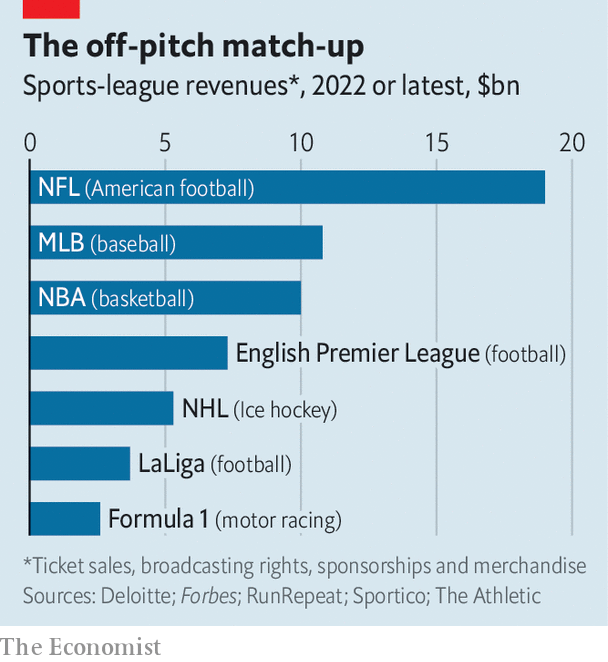 The off-pitch match-up
Sports-league revenues*, 2022 or latest, $bn
0 5 10 15 20
NFL (American football)
MLB (baseball)
NBA (basketball)
English Premier League (football)
NHL (Ice hockey)
LaLiga (football)
Formula 1 (motor racing)
*Ticket sales, broadcasting rights, sponsorships and merchandise
Sources: Deloitte; Forbes; RunRepeat; Sportico; The Athletic
The Economist